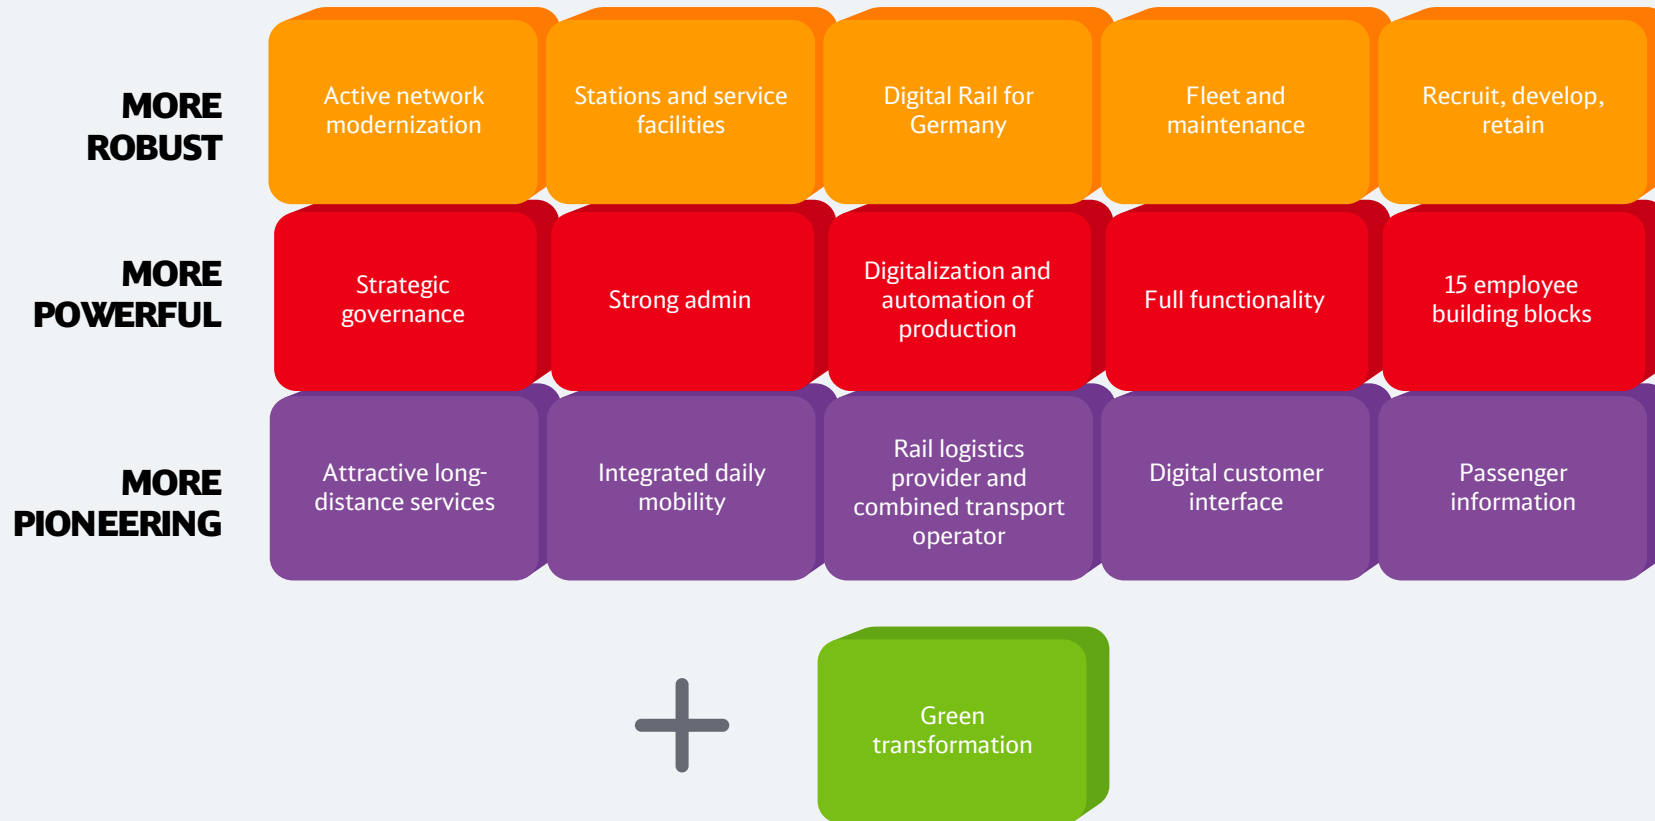 MORE
ROBUST
Active network
modernization
Stations and service
facilities
Digital Rail for
Germany
Fleet and
maintenance
Recruit, develop,
retain
MORE
POWERFUL
Strategic
governance
Strong admin
Digitalization and
automation of
production
Full functionality
15 employee
building blocks
MORE
PIONEERING
Attractive long-
distance services
Integrated daily
mobility
Rail logistics
provider and
combined transport
operator
Digital customer
interface
Passenger
information
Green
transformation